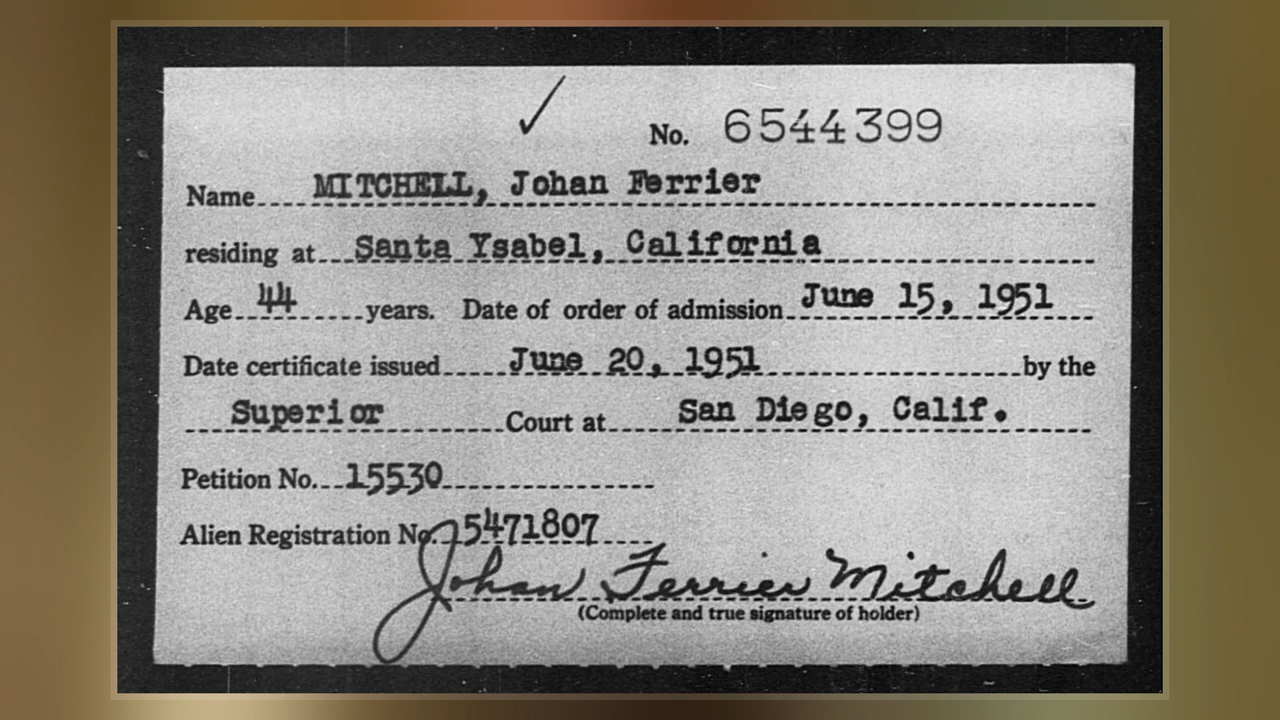 No. 6544399
Name MITCHELL, Johan Ferrier
residing at Santa Ysabel, California
Age 44 years. Date of order of admission June 15, 1951
Date certificate issued June 20, 1951 by the
Superior Court at San Diego, Calif.
Petition No. 15530
Alien Registration No. 5471807
Johan Ferrier Mitchell
(Complete and true signature of holder)